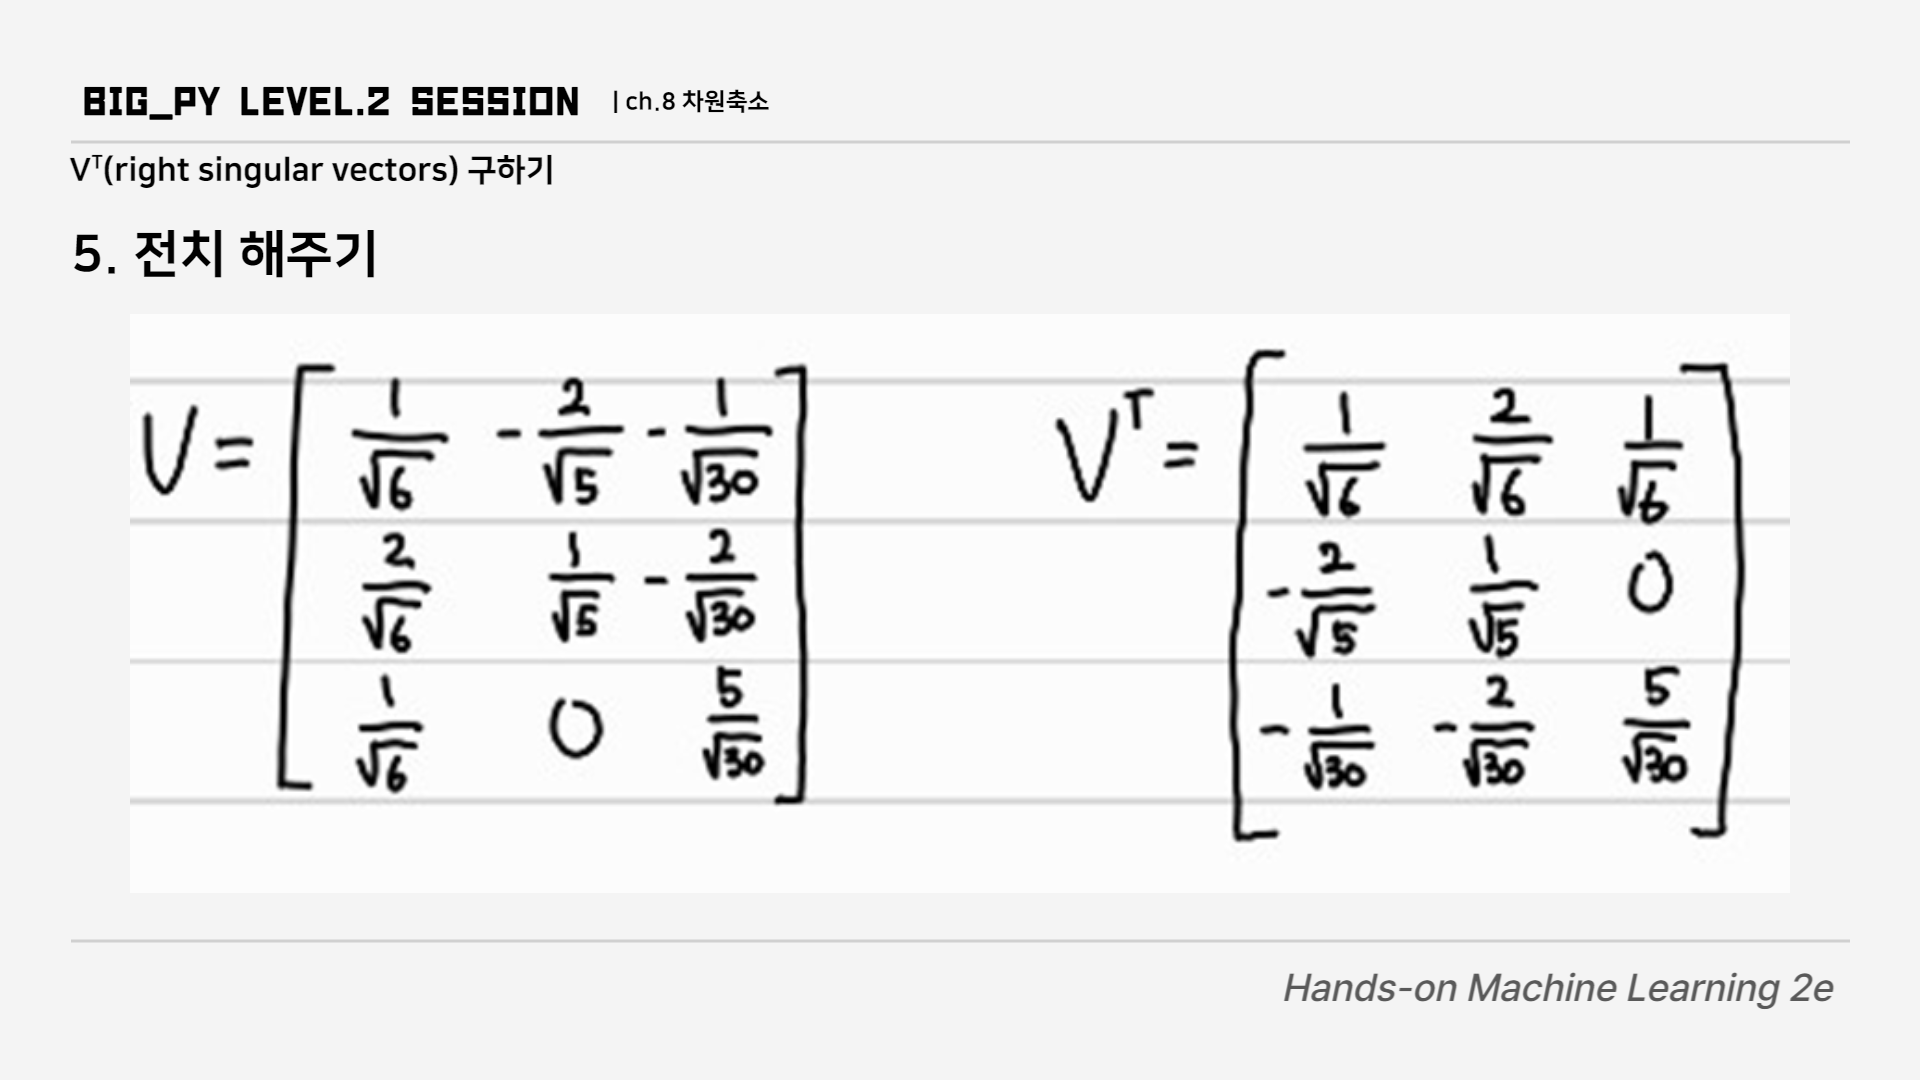 BIG_PY LEVEL.2 SESSION | ch.8 차원축소
Vᵀ(right singular vectors) 구하기
5. 전치 해주기
V = [ 1/√6 -2/√5 -1/√30
2/√6 1/√5 -2/√30
1/√6 0 5/√30 ]
Vᵀ = [ 1/√6 2/√6 1/√6
-2/√5 1/√5 0
-1/√30 -2/√30 5/√30 ]
Hands-on Machine Learning 2e